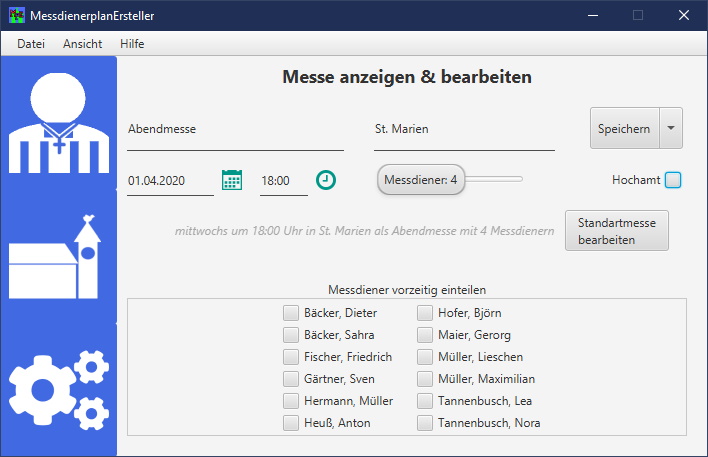 MessdienerplanErsteller
Datei Ansicht Hilfe
Messe anzeigen & bearbeiten
Abendmesse St. Marien Speichern
01.04.2020 18:00 Messdiener: 4 Hochamt
mittwochs um 18:00 Uhr in St. Marien als Abendmesse mit 4 Messdienern
Standartmesse
bearbeiten
Messdiener vorzeitig einteilen
Bäcker, Dieter Hofer, Björn
Bäcker, Sahra Maier, Gerorg
Fischer, Friedrich Müller, Lieschen
Gärtner, Sven Müller, Maximilian
Hermann, Müller Tannenbusch, Lea
Heuß, Anton Tannenbusch, Nora